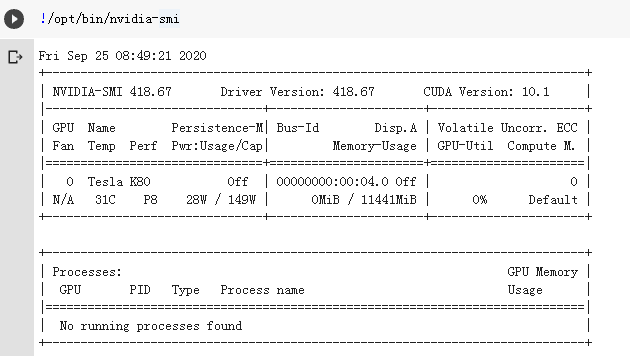 !/opt/bin/nvidia-smi
Fri Sep 25 08:49:21 2020
+-----------------------------------------------------------------------------+
| NVIDIA-SMI 418.67       Driver Version: 418.67       CUDA Version: 10.1     |
|-------------------------------+----------------------+----------------------+
| GPU  Name        Persistence-M| Bus-Id        Disp.A | Volatile Uncorr. ECC |
| Fan  Temp  Perf  Pwr:Usage/Cap|         Memory-Usage | GPU-Util  Compute M. |
|===============================+======================+======================|
|   0  Tesla K80           Off  | 00000000:00:04.0 Off |                    0 |
| N/A   31C    P8    28W / 149W |      0MiB / 11441MiB |      0%      Default |
+-------------------------------+----------------------+----------------------+

+-----------------------------------------------------------------------------+
| Processes:                                                       GPU Memory |
|  GPU       PID   Type   Process name                             Usage      |
|=============================================================================|
|  No running processes found                                                 |
+-----------------------------------------------------------------------------+